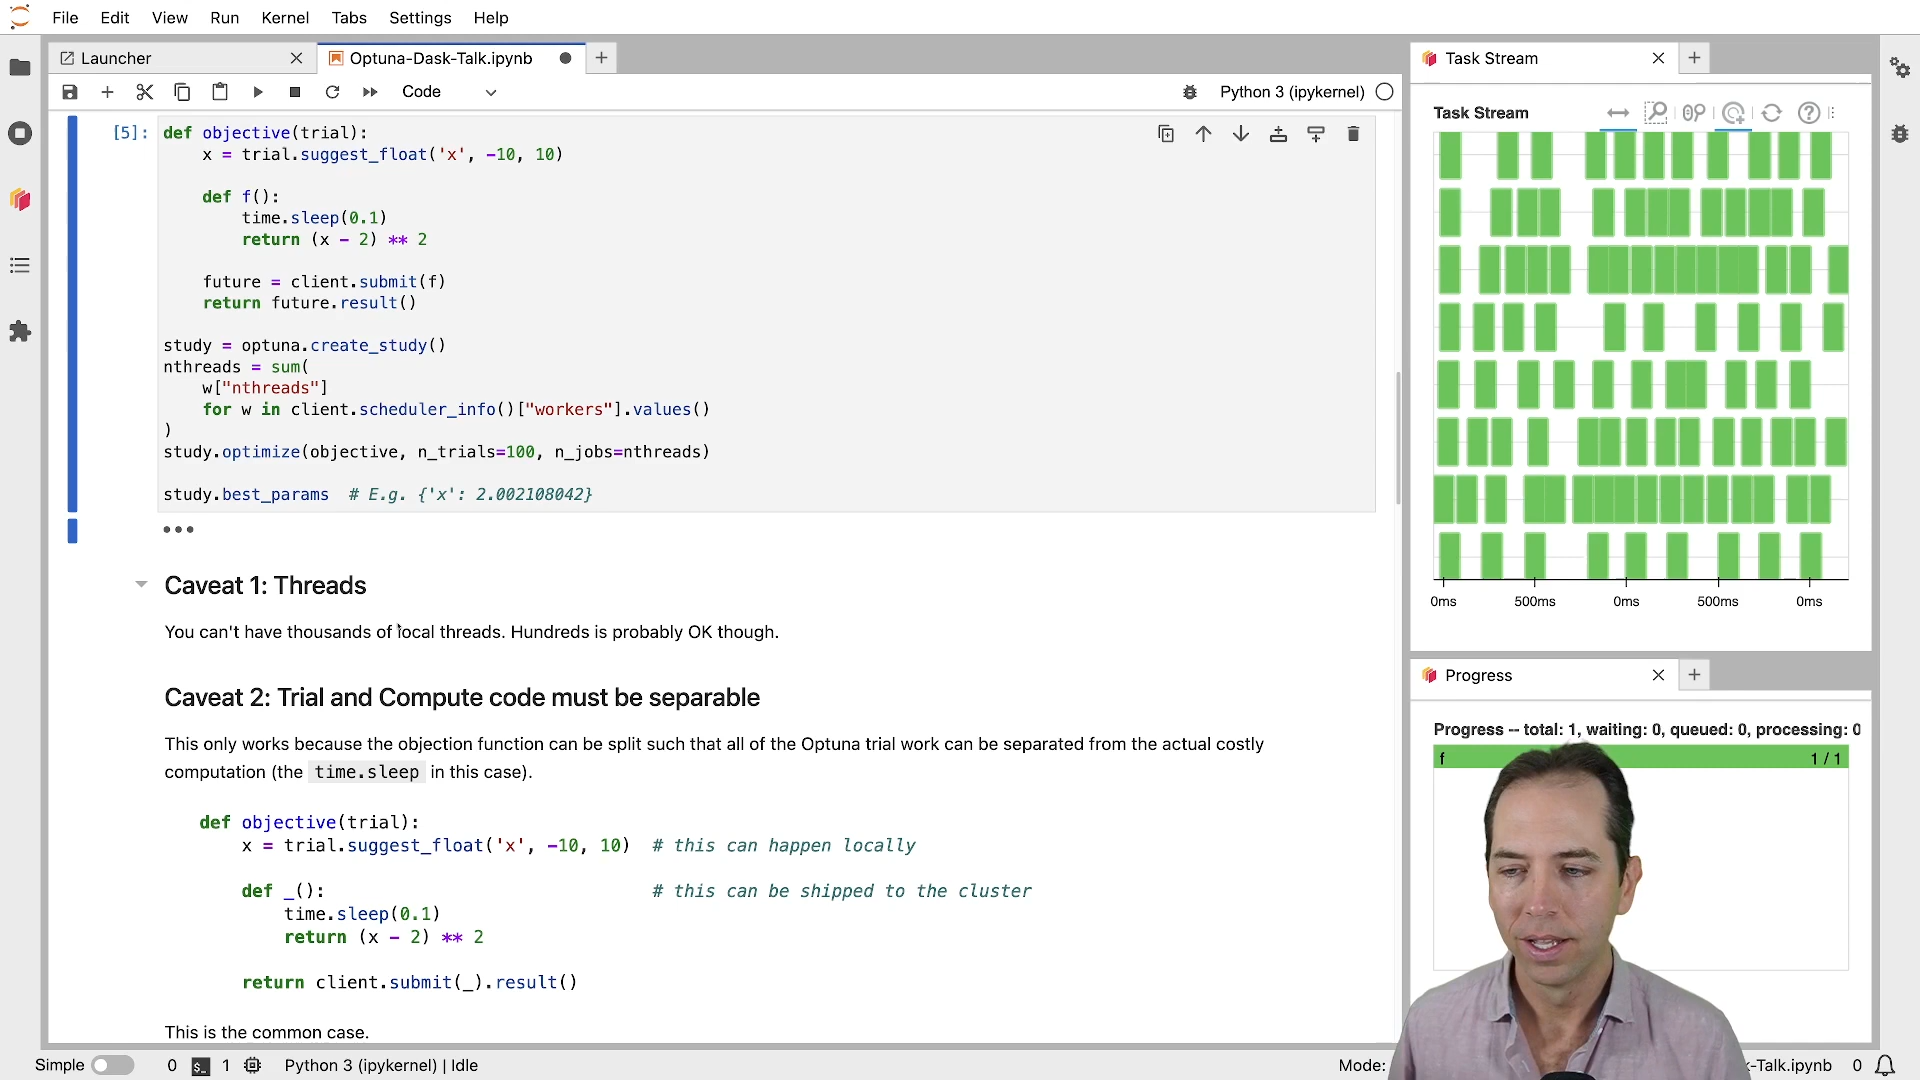 File Edit View Run Kernel Tabs Settings Help
Launcher
Optuna-Dask-Talk.ipynb
Code
Python 3 (ipykernel)
[5]: def objective(trial):
x = trial.suggest_float('x', -10, 10)
def f():
time.sleep(0.1)
return (x - 2) ** 2
future = client.submit(f)
return future.result()
study = optuna.create_study()
nthreads = sum(
w["nthreads"]
for w in client.scheduler_info()["workers"].values()
)
study.optimize(objective, n_trials=100, n_jobs=nthreads)
study.best_params # E.g. {'x': 2.002108042}
Caveat 1: Threads
You can't have thousands of local threads. Hundreds is probably OK though.
Caveat 2: Trial and Compute code must be separable
This only works because the objection function can be split such that all of the Optuna trial work can be separated from the actual costly
computation (the time.sleep in this case).
def objective(trial):
x = trial.suggest_float('x', -10, 10) # this can happen locally
def _(): # this can be shipped to the cluster
time.sleep(0.1)
return (x - 2) ** 2
return client.submit(_).result()
This is the common case.
Task Stream
Task Stream
0ms 500ms 0ms 500ms 0ms
Progress
Progress -- total: 1, waiting: 0, queued: 0, processing: 0
f 1 / 1
Simple 0 $_ 1 Python 3 (ipykernel) | Idle Mode: k-Talk.ipynb 0